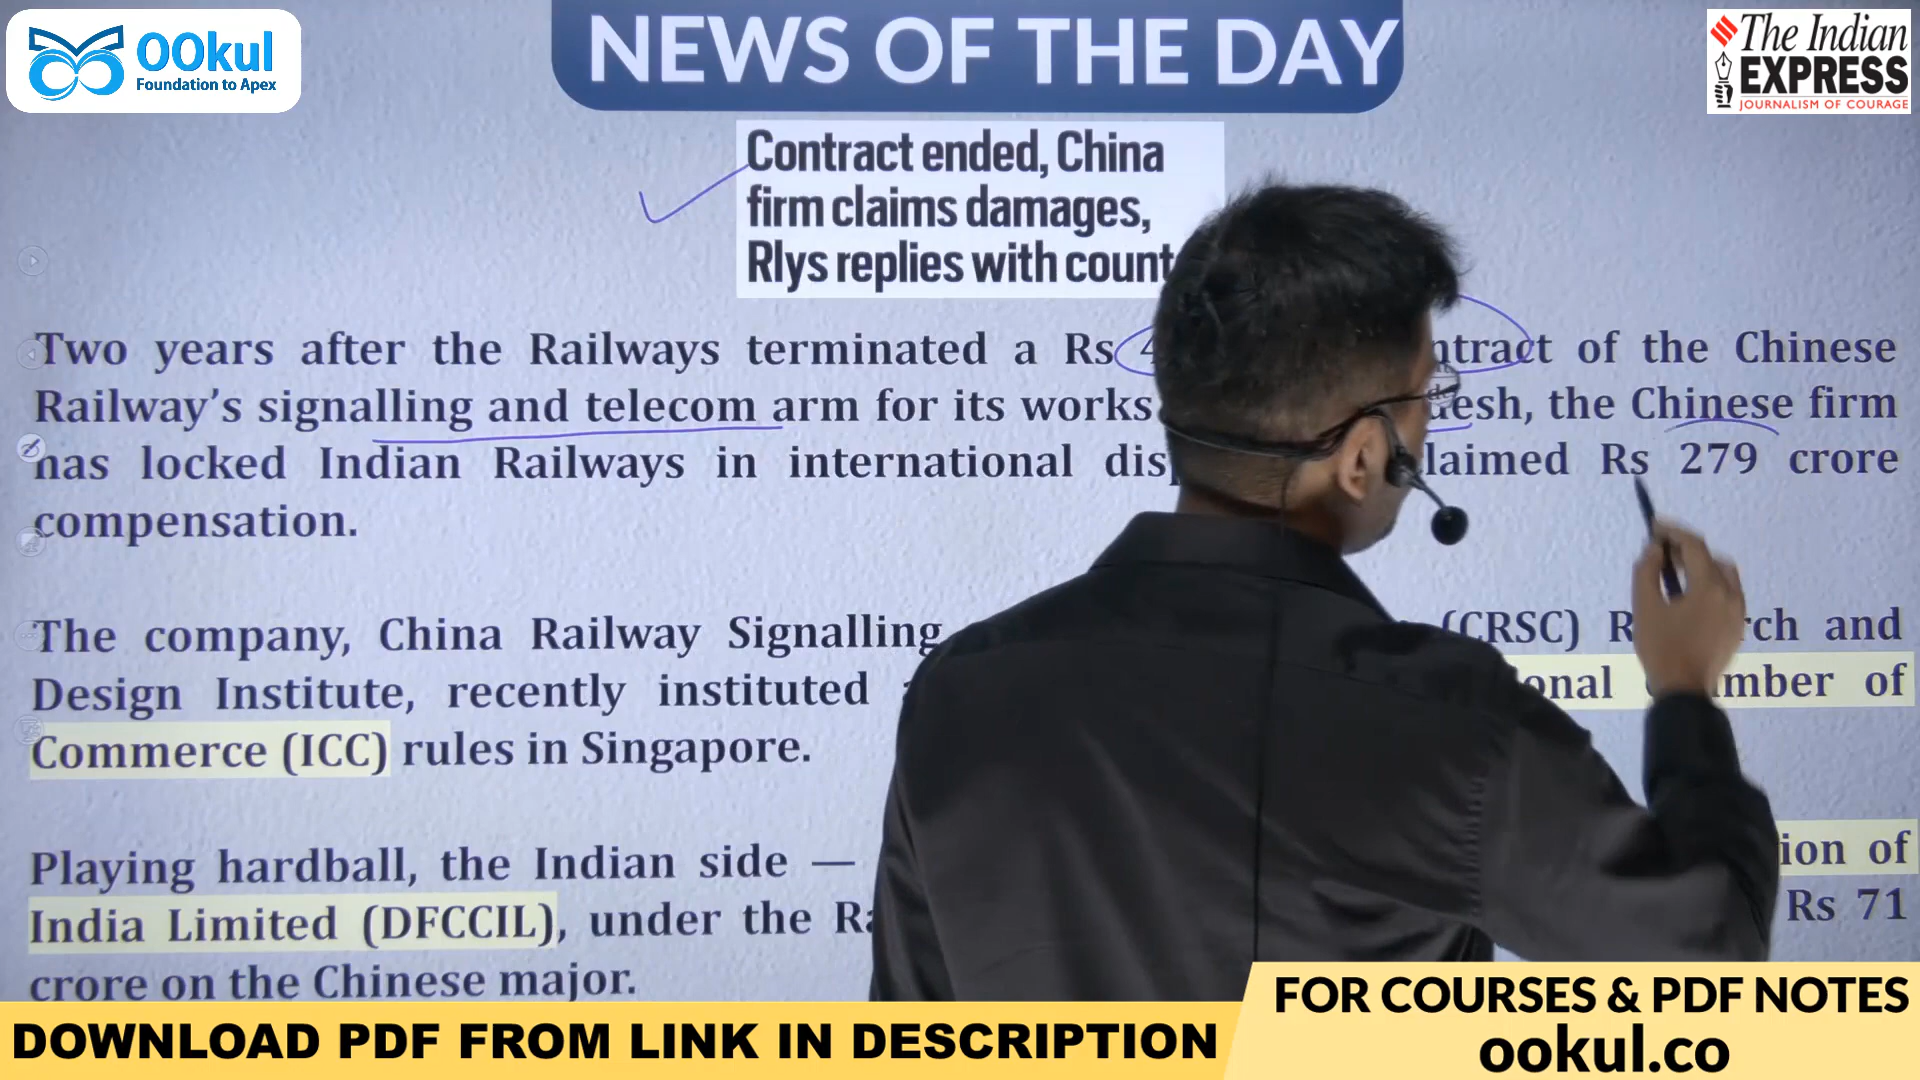 OOkul
Foundation to Apex
NEWS OF THE DAY
The Indian
EXPRESS
JOURNALISM OF COURAGE
Contract ended, China
firm claims damages,
Rlys replies with count
Two years after the Railways terminated a Rs 4 ntract of the Chinese
Railway's signalling and telecom arm for its works desh, the Chinese firm
has locked Indian Railways in international dis laimed Rs 279 crore
compensation.
The company, China Railway Signalling (CRSC) R rch and
Design Institute, recently instituted onal mber of
Commerce (ICC) rules in Singapore.
Playing hardball, the Indian side — ion of
India Limited (DFCCIL), under the Ra Rs 71
crore on the Chinese major.
DOWNLOAD PDF FROM LINK IN DESCRIPTION
FOR COURSES & PDF NOTES
ookul.co